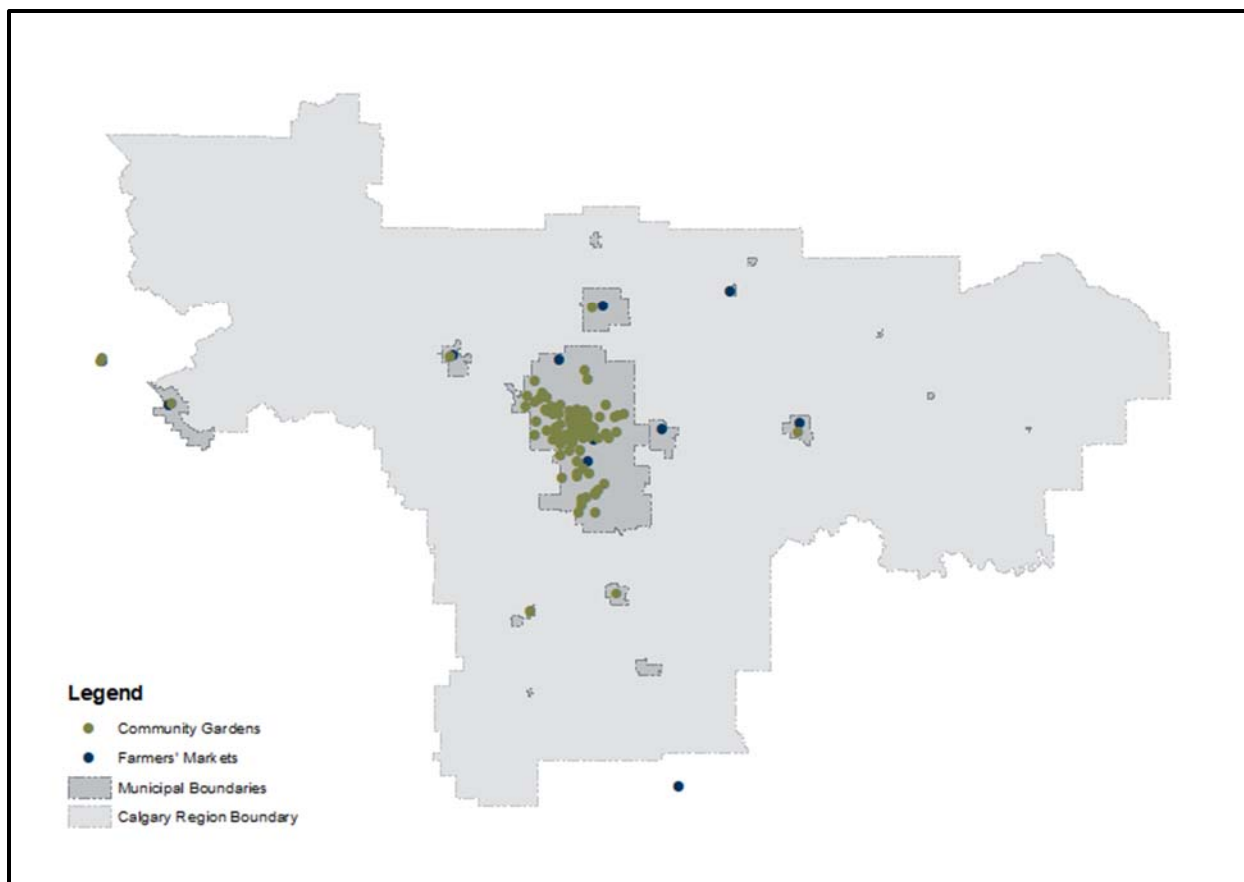 Legend
Community Gardens
Farmers' Markets
Municipal Boundaries
Calgary Region Boundary